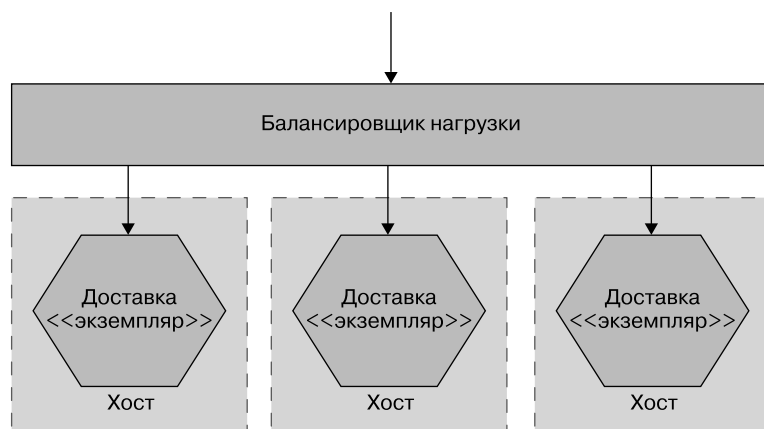 Балансировщик нагрузки
Доставка
<<экземпляр>>
Хост
Доставка
<<экземпляр>>
Хост
Доставка
<<экземпляр>>
Хост